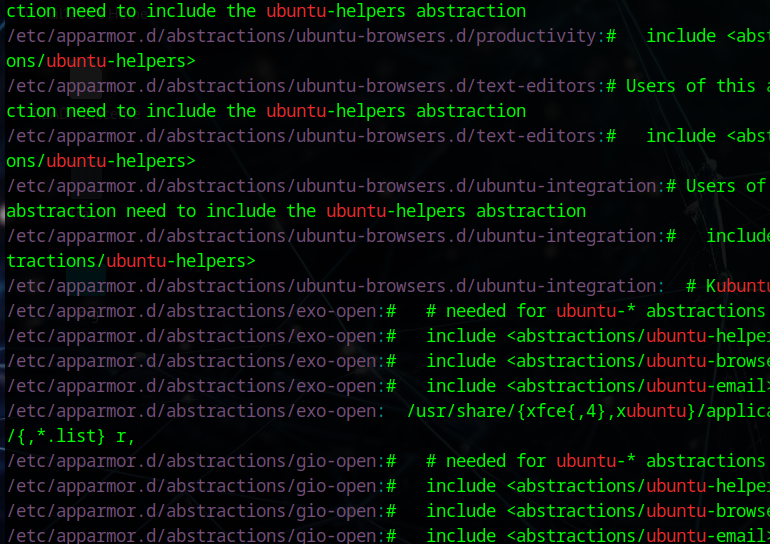 ction need to include the ubuntu-helpers abstraction
/etc/apparmor.d/abstractions/ubuntu-browsers.d/productivity:#   include <abst
ons/ubuntu-helpers>
/etc/apparmor.d/abstractions/ubuntu-browsers.d/text-editors:# Users of this a
ction need to include the ubuntu-helpers abstraction
/etc/apparmor.d/abstractions/ubuntu-browsers.d/text-editors:#   include <abst
ons/ubuntu-helpers>
/etc/apparmor.d/abstractions/ubuntu-browsers.d/ubuntu-integration:# Users of
abstraction need to include the ubuntu-helpers abstraction
/etc/apparmor.d/abstractions/ubuntu-browsers.d/ubuntu-integration:#   include
tractions/ubuntu-helpers>
/etc/apparmor.d/abstractions/ubuntu-browsers.d/ubuntu-integration:  # Kubuntu
/etc/apparmor.d/abstractions/exo-open:#   # needed for ubuntu-* abstractions
/etc/apparmor.d/abstractions/exo-open:#   include <abstractions/ubuntu-helper
/etc/apparmor.d/abstractions/exo-open:#   include <abstractions/ubuntu-browse
/etc/apparmor.d/abstractions/exo-open:#   include <abstractions/ubuntu-email>
/etc/apparmor.d/abstractions/exo-open:  /usr/share/{xfce{,4},xubuntu}/applica
/{,*.list} r,
/etc/apparmor.d/abstractions/gio-open:#   # needed for ubuntu-* abstractions
/etc/apparmor.d/abstractions/gio-open:#   include <abstractions/ubuntu-helper
/etc/apparmor.d/abstractions/gio-open:#   include <abstractions/ubuntu-browse
/etc/apparmor.d/abstractions/gio-open:#   include <abstractions/ubuntu-email>